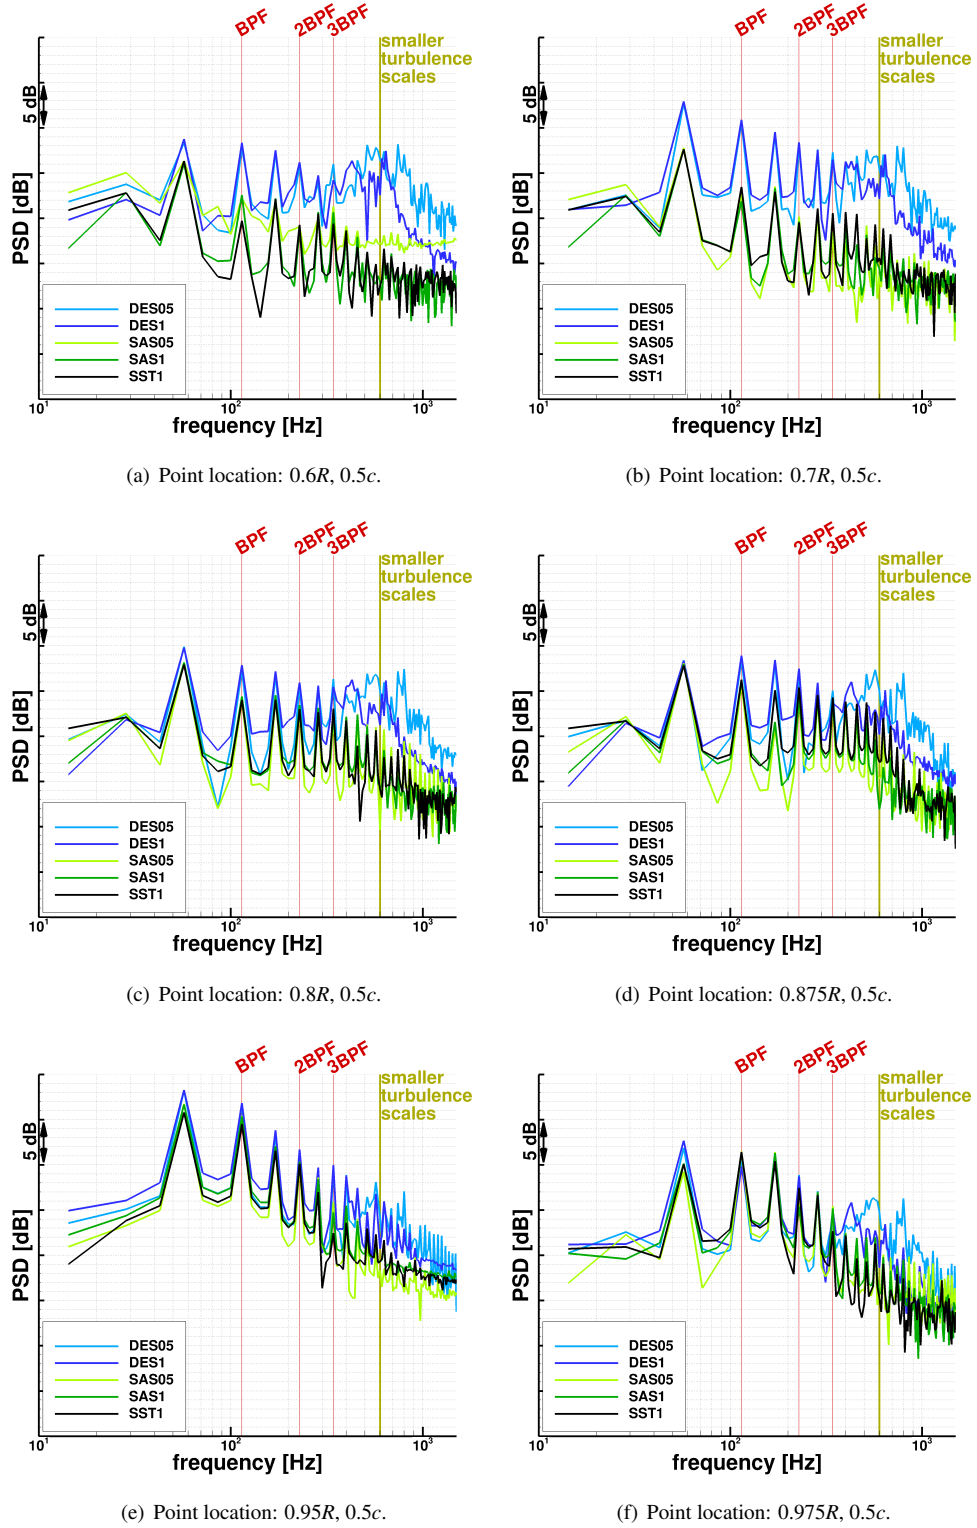 BPF 2BPF 3BPF
smaller
turbulence
scales
5 dB
PSD [dB]
DES05
DES1
SAS05
SAS1
SST1
10¹ 10² 10³
frequency [Hz]
(a) Point location: 0.6R, 0.5c.
BPF 2BPF 3BPF
smaller
turbulence
scales
5 dB
PSD [dB]
DES05
DES1
SAS05
SAS1
SST1
10¹ 10² 10³
frequency [Hz]
(b) Point location: 0.7R, 0.5c.
BPF 2BPF 3BPF
smaller
turbulence
scales
5 dB
PSD [dB]
DES05
DES1
SAS05
SAS1
SST1
10¹ 10² 10³
frequency [Hz]
(c) Point location: 0.8R, 0.5c.
BPF 2BPF 3BPF
smaller
turbulence
scales
5 dB
PSD [dB]
DES05
DES1
SAS05
SAS1
SST1
10¹ 10² 10³
frequency [Hz]
(d) Point location: 0.875R, 0.5c.
BPF 2BPF 3BPF
smaller
turbulence
scales
5 dB
PSD [dB]
DES05
DES1
SAS05
SAS1
SST1
10¹ 10² 10³
frequency [Hz]
(e) Point location: 0.95R, 0.5c.
BPF 2BPF 3BPF
smaller
turbulence
scales
5 dB
PSD [dB]
DES05
DES1
SAS05
SAS1
SST1
10¹ 10² 10³
frequency [Hz]
(f) Point location: 0.975R, 0.5c.